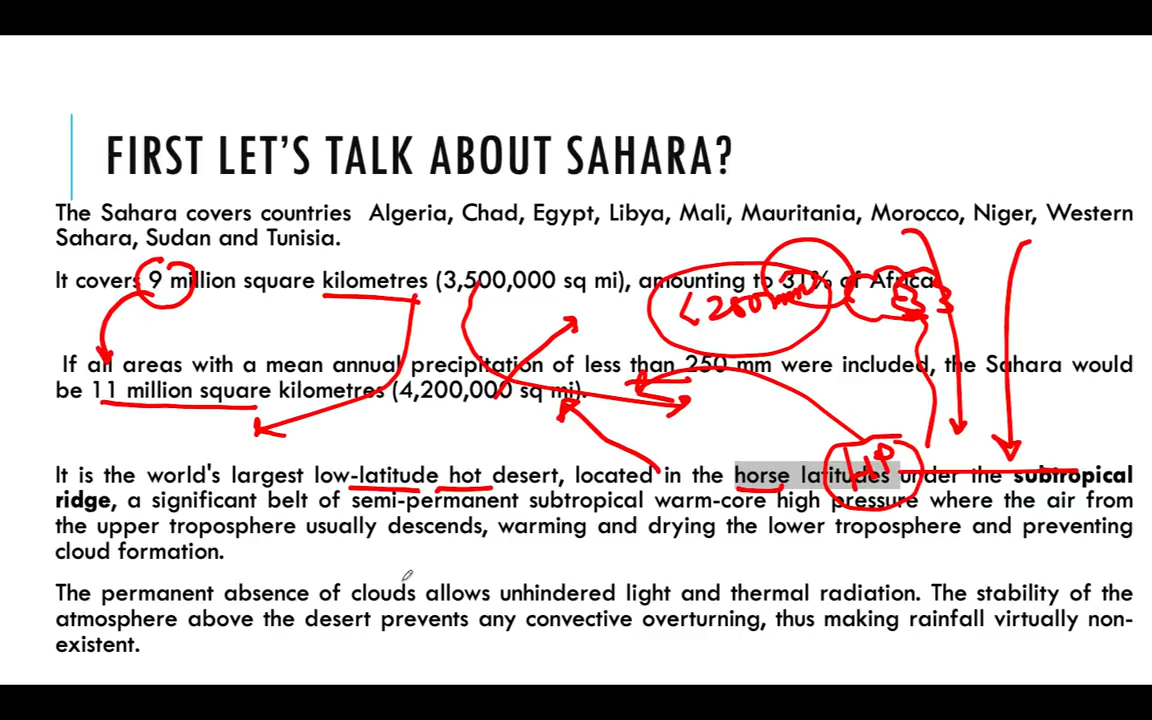 FIRST LET'S TALK ABOUT SAHARA?
The Sahara covers countries Algeria, Chad, Egypt, Libya, Mali, Mauritania, Morocco, Niger, Western
Sahara, Sudan and Tunisia.
It covers 9 million square kilometres (3,500,000 sq mi), amounting to 31% of Africa
<250mm
If all areas with a mean annual precipitation of less than 250 mm were included, the Sahara would
be 11 million square kilometres (4,200,000 sq mi).
HP
It is the world's largest low-latitude hot desert, located in the horse latitudes under the subtropical
ridge, a significant belt of semi-permanent subtropical warm-core high pressure where the air from
the upper troposphere usually descends, warming and drying the lower troposphere and preventing
cloud formation.
The permanent absence of clouds allows unhindered light and thermal radiation. The stability of the
atmosphere above the desert prevents any convective overturning, thus making rainfall virtually non-
existent.